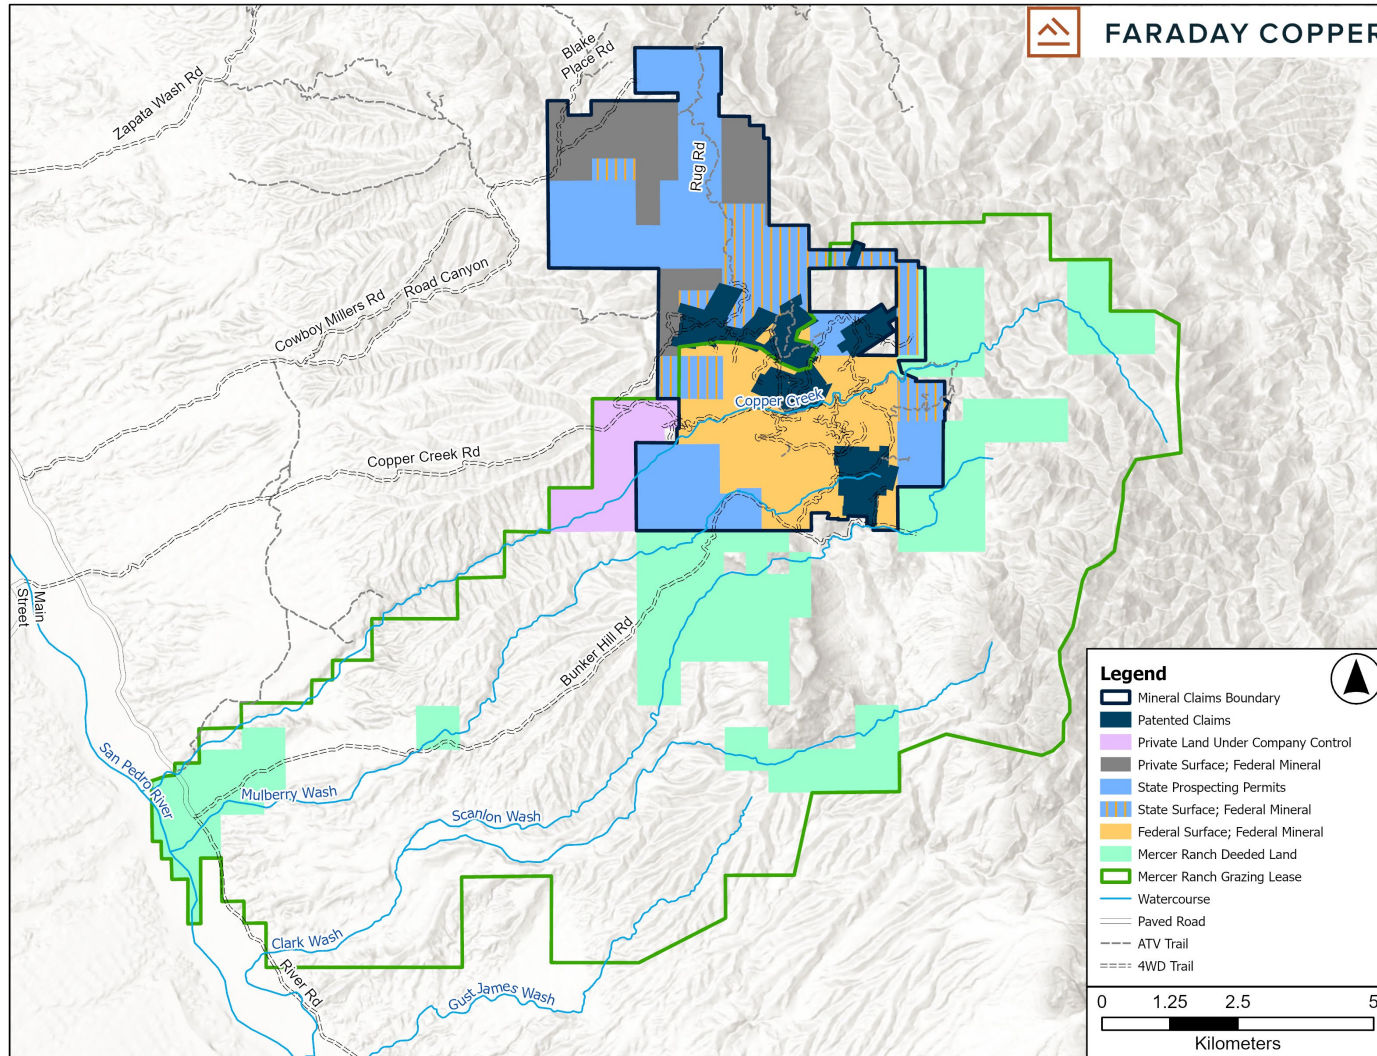 FARADAY COPPER
Blake
Place Rd
Zapata Wash Rd
Rug Rd
Road Canyon
Cowboy Millers Rd
Copper Creek
Copper Creek Rd
Main
Street
Bunker Hill Rd
San Pedro River
Mulberry Wash
Scanlon Wash
Clark Wash
River Rd
Gust James Wash
Legend
Mineral Claims Boundary
Patented Claims
Private Land Under Company Control
Private Surface; Federal Mineral
State Prospecting Permits
State Surface; Federal Mineral
Federal Surface; Federal Mineral
Mercer Ranch Deeded Land
Mercer Ranch Grazing Lease
Watercourse
Paved Road
ATV Trail
4WD Trail
0 1.25 2.5 5
Kilometers